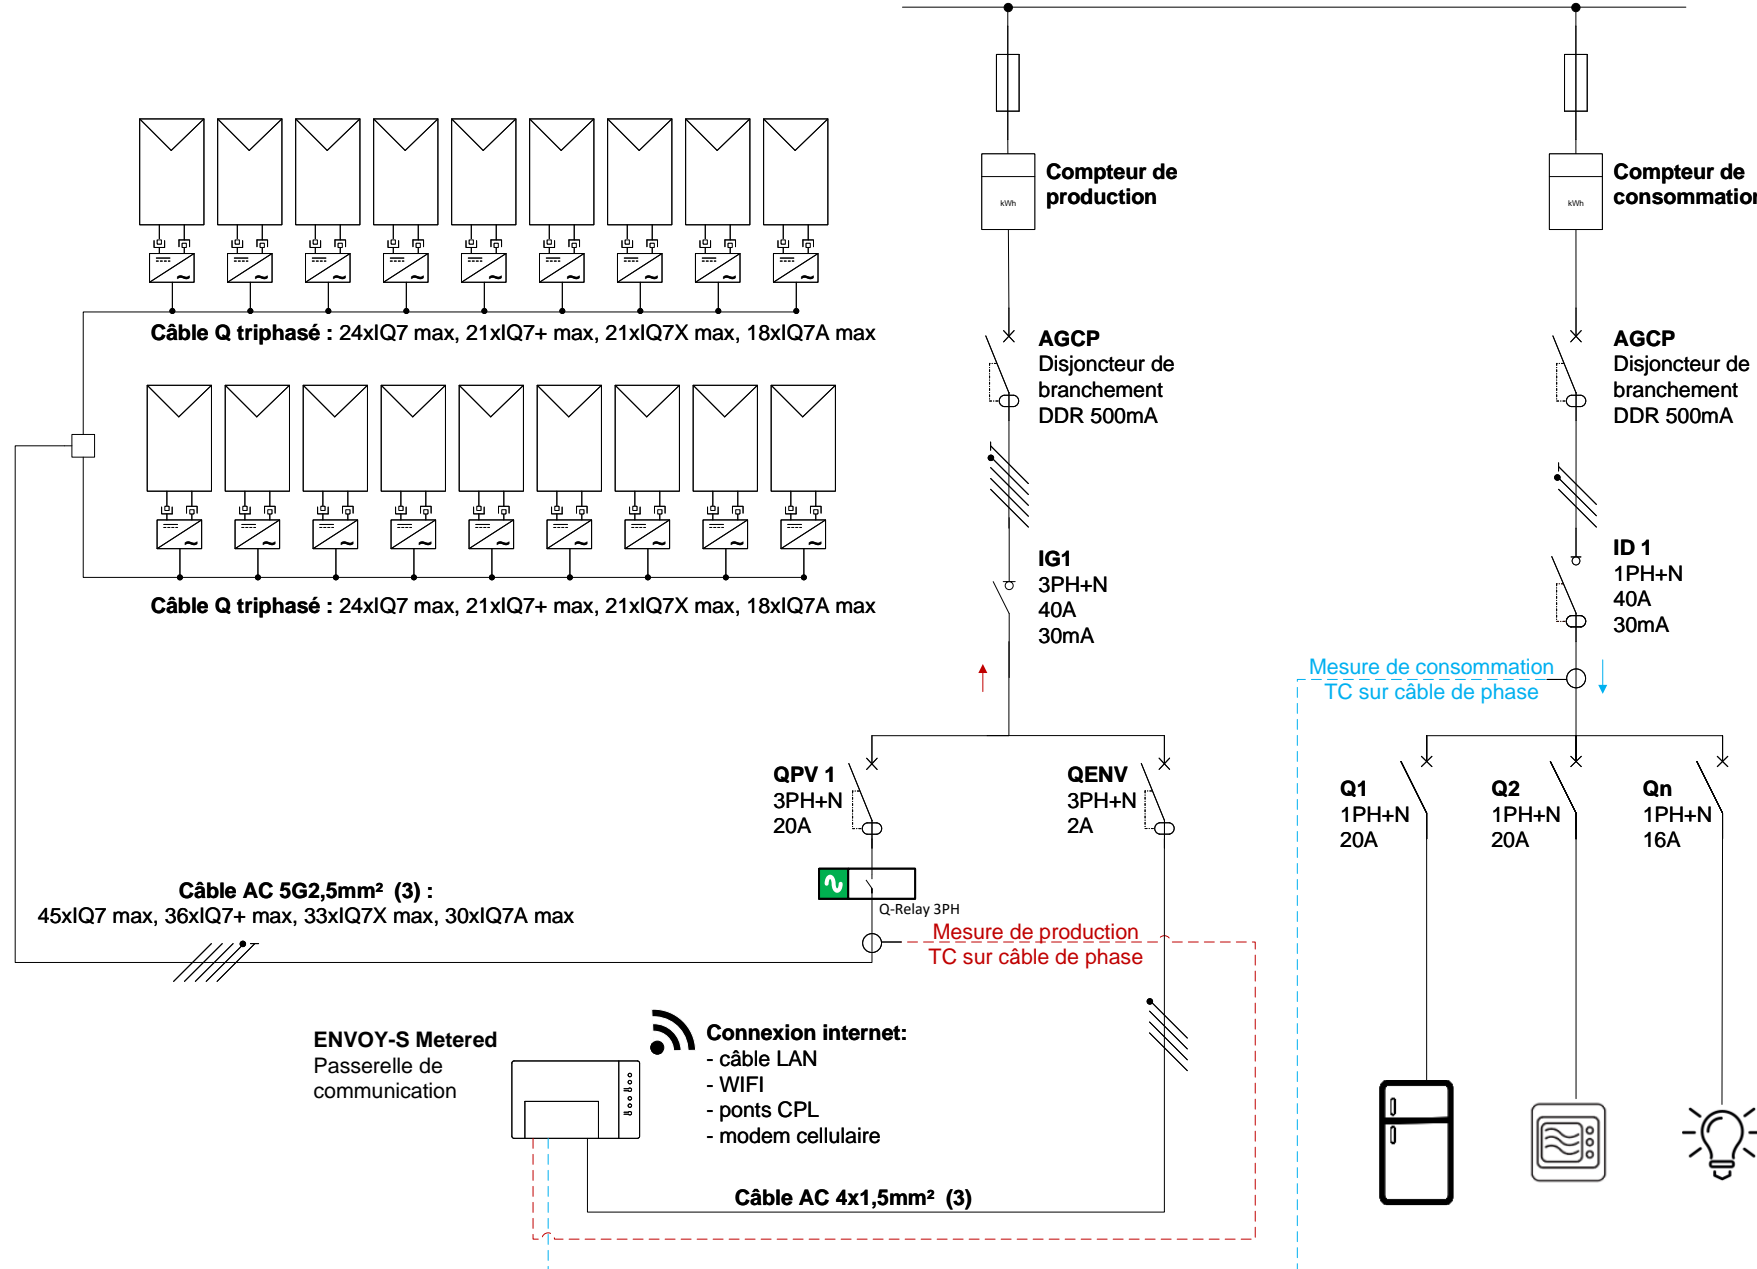 Compteur de
production
kWh
Compteur de
consommation
kWh
Câble Q triphasé : 24xIQ7 max, 21xIQ7+ max, 21xIQ7X max, 18xIQ7A max
AGCP
Disjoncteur de
branchement
DDR 500mA
AGCP
Disjoncteur de
branchement
DDR 500mA
Câble Q triphasé : 24xIQ7 max, 21xIQ7+ max, 21xIQ7X max, 18xIQ7A max
IG1
3PH+N
40A
30mA
ID 1
1PH+N
40A
30mA
Mesure de consommation
TC sur câble de phase
QPV 1
3PH+N
20A
QENV
3PH+N
2A
Q1
1PH+N
20A
Q2
1PH+N
20A
Qn
1PH+N
16A
Câble AC 5G2,5mm² (3) :
45xIQ7 max, 36xIQ7+ max, 33xIQ7X max, 30xIQ7A max
Q-Relay 3PH
Mesure de production
TC sur câble de phase
ENVOY-S Metered
Passerelle de
communication
Connexion internet:
- câble LAN
- WIFI
- ponts CPL
- modem cellulaire
Câble AC 4x1,5mm² (3)